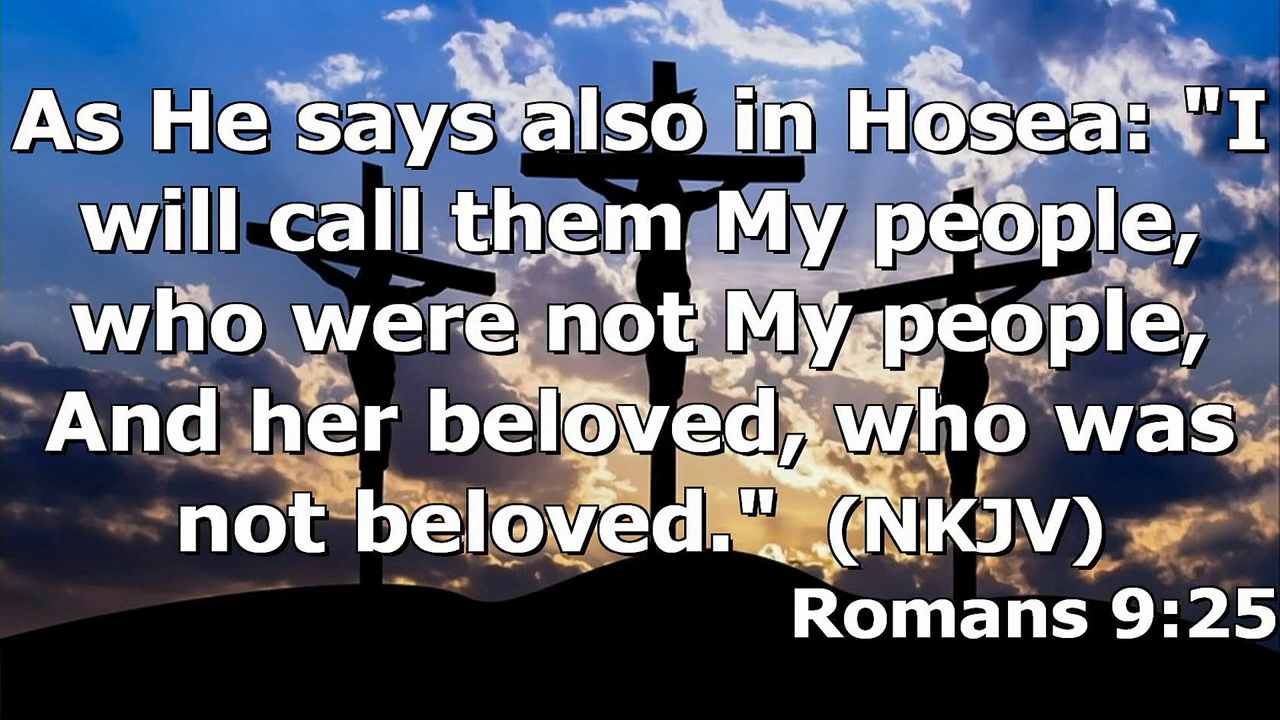 As He says also in Hosea: "I
will call them My people,
who were not My people,
And her beloved, who was
not beloved." (NKJV)
Romans 9:25